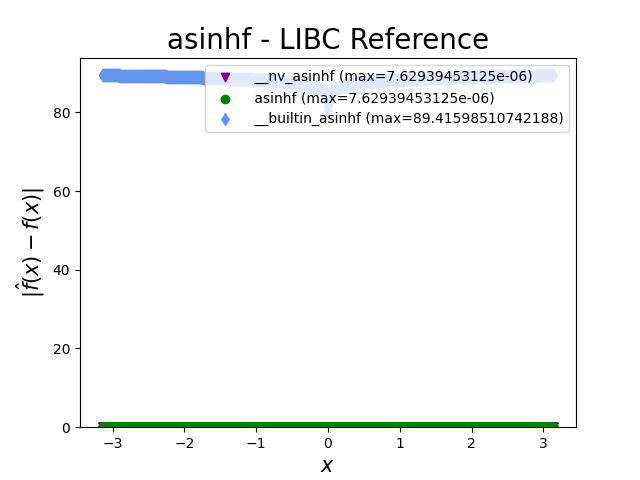 asinhf - LIBC Reference
__nv_asinhf (max=7.62939453125e-06)
asinhf (max=7.62939453125e-06)
__builtin_asinhf (max=89.41598510742188)
80
60
40
20
0
|f̂(x) − f(x)|
−3 −2 −1 0 1 2 3
x